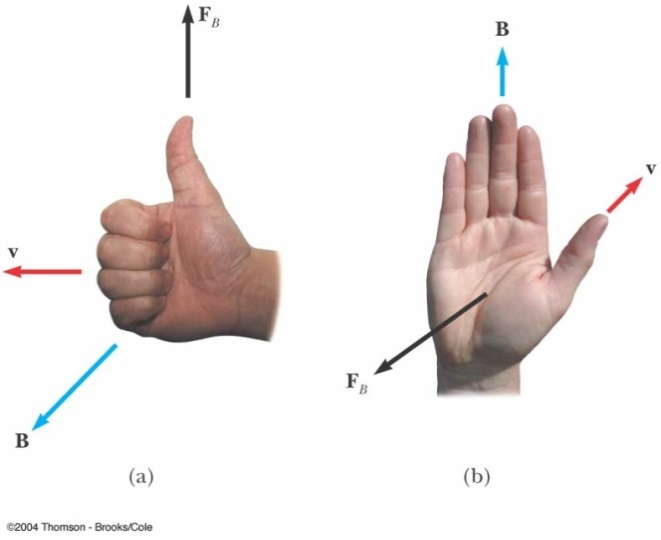 F_B
v
B
(a)
B
v
F_B
(b)
©2004 Thomson - Brooks/Cole